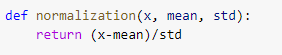 def normalization(x, mean, std):
    return (x-mean)/std